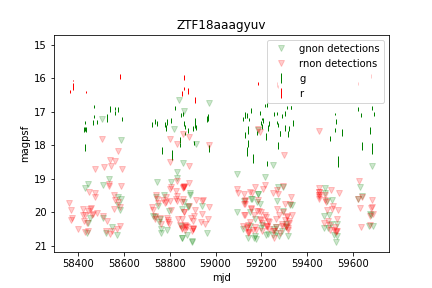 ZTF18aaagyuv
gnon detections
rnon detections
g
r
15
16
17
18
19
20
21
magpsf
58400 58600 58800 59000 59200 59400 59600
mjd